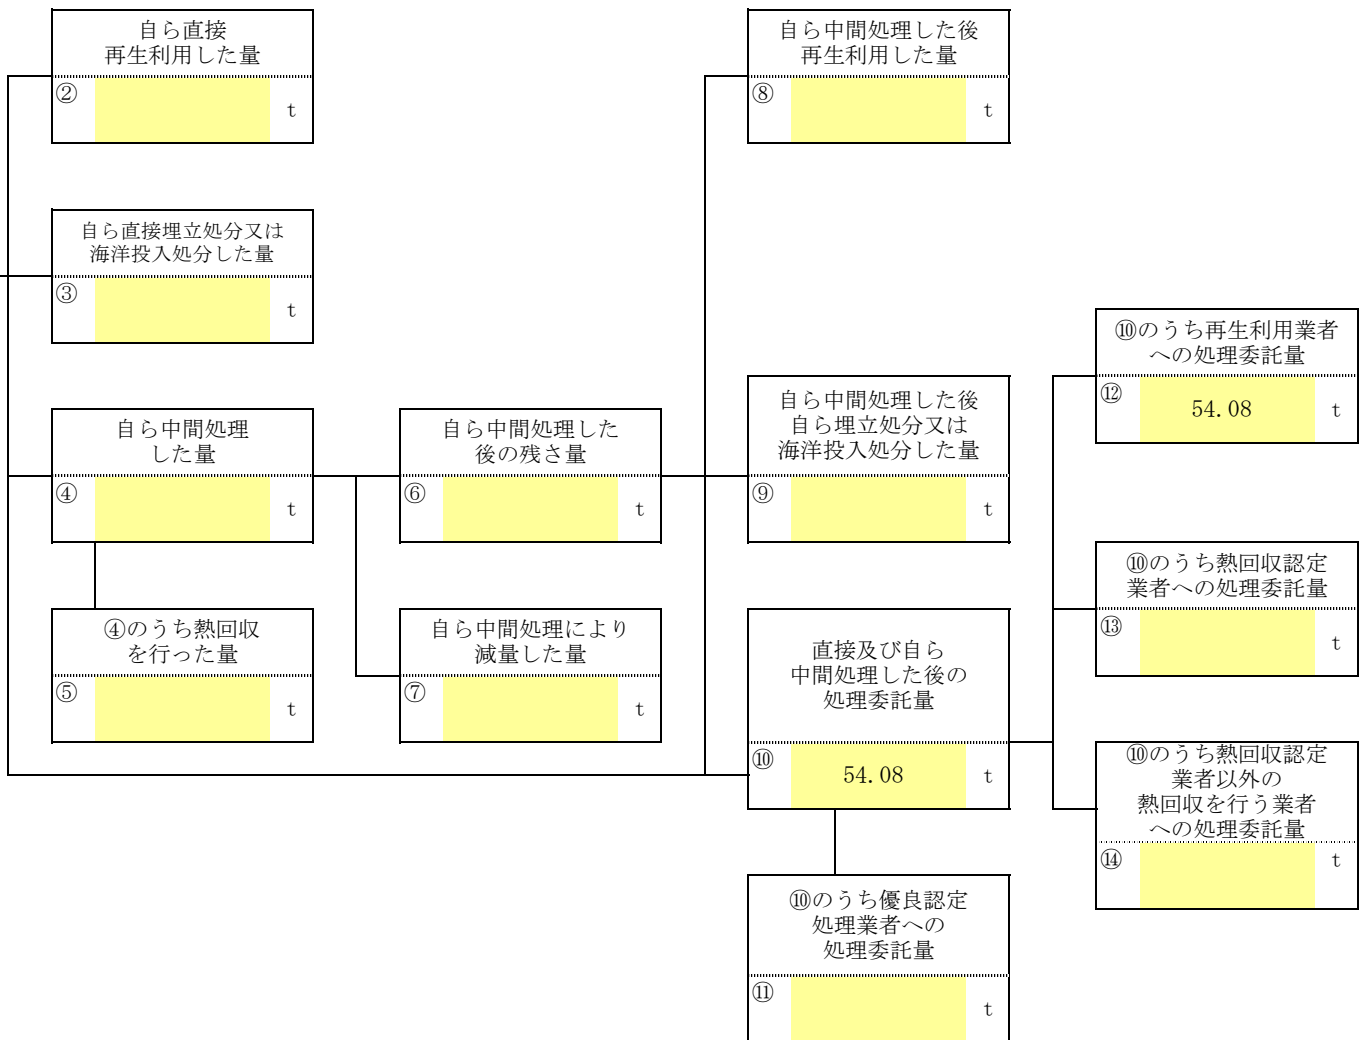 自ら直接
再生利用した量
②
t
自ら直接埋立処分又は
海洋投入処分した量
③
t
自ら中間処理
した量
④
t
④のうち熱回収
を行った量
⑤
t
自ら中間処理した
後の残さ量
⑥
t
自ら中間処理により
減量した量
⑦
t
自ら中間処理した後
再生利用した量
⑧
t
自ら中間処理した後
自ら埋立処分又は
海洋投入処分した量
⑨
t
直接及び自ら
中間処理した後の
処理委託量
⑩ 54.08 t
⑩のうち優良認定
処理業者への
処理委託量
⑪
t
⑩のうち再生利用業者
への処理委託量
⑫ 54.08 t
⑩のうち熱回収認定
業者への処理委託量
⑬
t
⑩のうち熱回収認定
業者以外の
熱回収を行う業者
への処理委託量
⑭
t